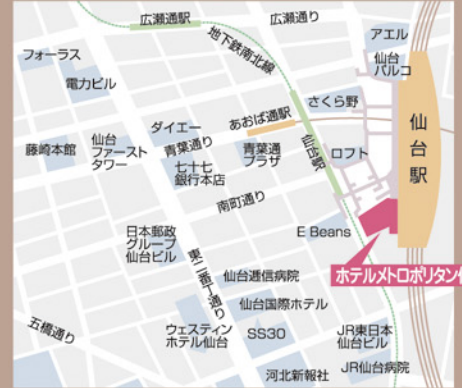 広瀬通駅
広瀬通り
アエル
フォーラス
地下鉄南北線
仙台
パルコ
電力ビル
さくら野
ダイエー
あおば通駅
仙台駅
藤崎本館
仙台
ファースト
タワー
青葉通り
青葉通
プラザ
仙台駅
ロフト
七十七
銀行本店
南町通り
日本郵政
グループ
仙台ビル
E Beans
東二番丁通り
仙台逓信病院
ホテルメトロポリタン
仙台国際ホテル
五橋通り
ウェスティン
ホテル仙台
SS30
JR東日本
仙台ビル
河北新報社
JR仙台病院